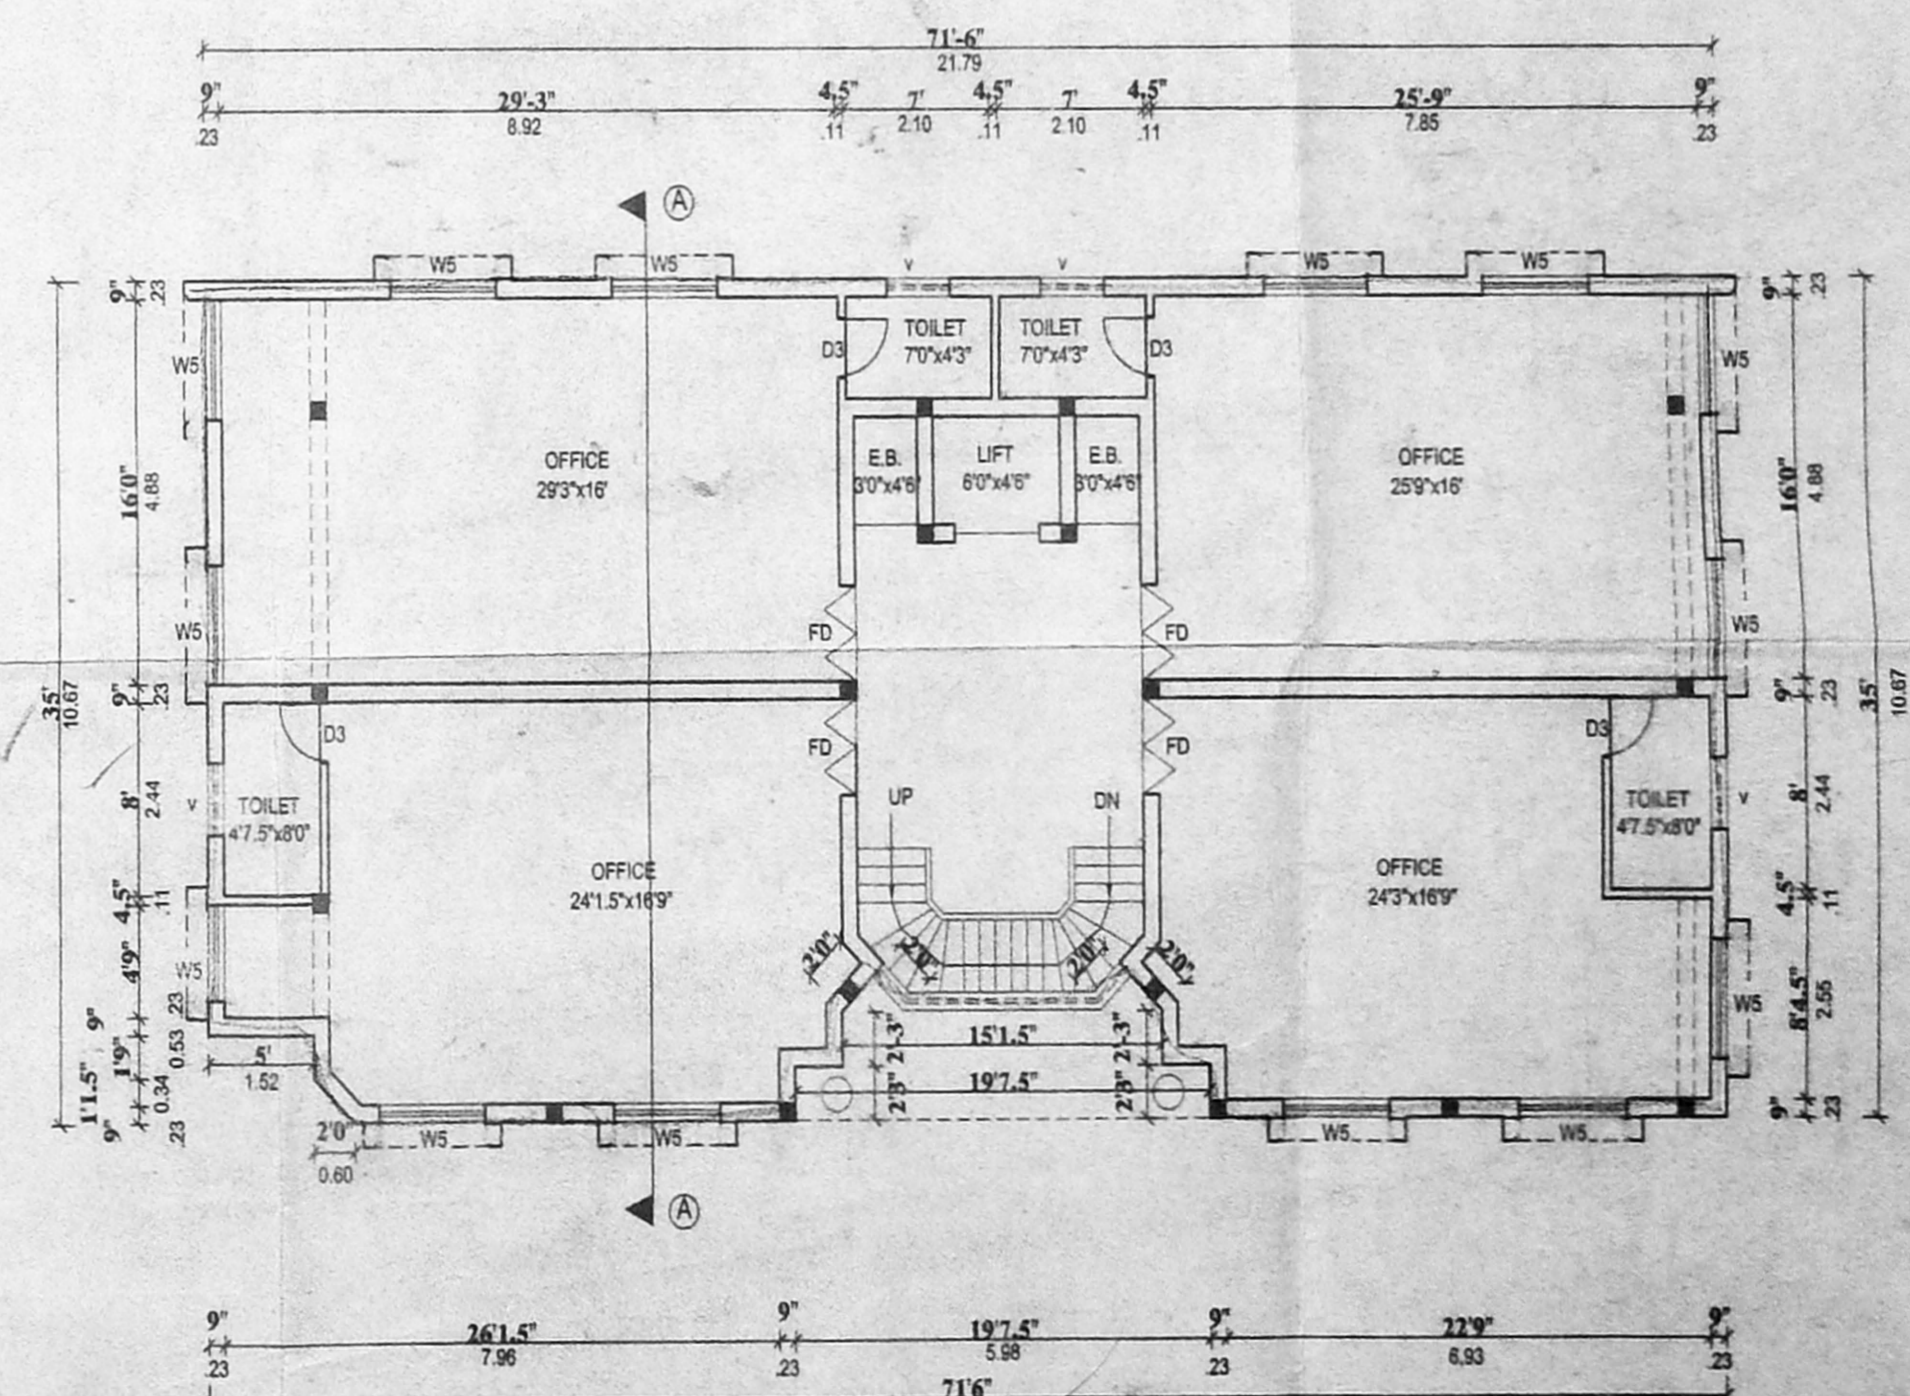 71'-6"
21.79
9" 29'-3" 4.5" 7' 4.5" 7' 4.5" 25'-9" 9"
.23 8.92 .11 2.10 .11 2.10 .11 7.85 .23
A
W5 W5 V V W5 W5
9" .23 9" .23
TOILET TOILET
7'0"x4'3" 7'0"x4'3"
D3 D3
W5 W5
OFFICE E.B. LIFT E.B. OFFICE
29'3"x16' 3'0"x4'6 6'0"x4'6" 3'0"x4'6" 25'9"x16'
16'0" 4.88 16'0" 4.88
W5 FD FD W5
35' 10.67 9" .23 9" .23 35' 10.67
D3 FD FD D3
8' 2.44 V TOILET UP DN TOILET V 8' 2.44
4'7.5"x8'0" 4'7.5"x8'0"
OFFICE OFFICE
24'1.5"x16'9" 24'3"x16'9"
4.5" .11 4.5" .11
4'9" W5 2'0" 2'0" 2'0" 2'0" W5 8'4.5" 2.55
9" .23
1'9" 0.53 2'-3" 15'1.5" 2'-3"
5'
1.52
1'1.5" 0.34 2'3" 19'7.5" 2'3"
9" .23 9" .23
2'0" W5 W5 W5 W5
0.60
A
9" 26'1.5" 9" 19'7.5" 9" 22'9" 9"
.23 7.96 .23 5.98 .23 6.93 .23
71'6"